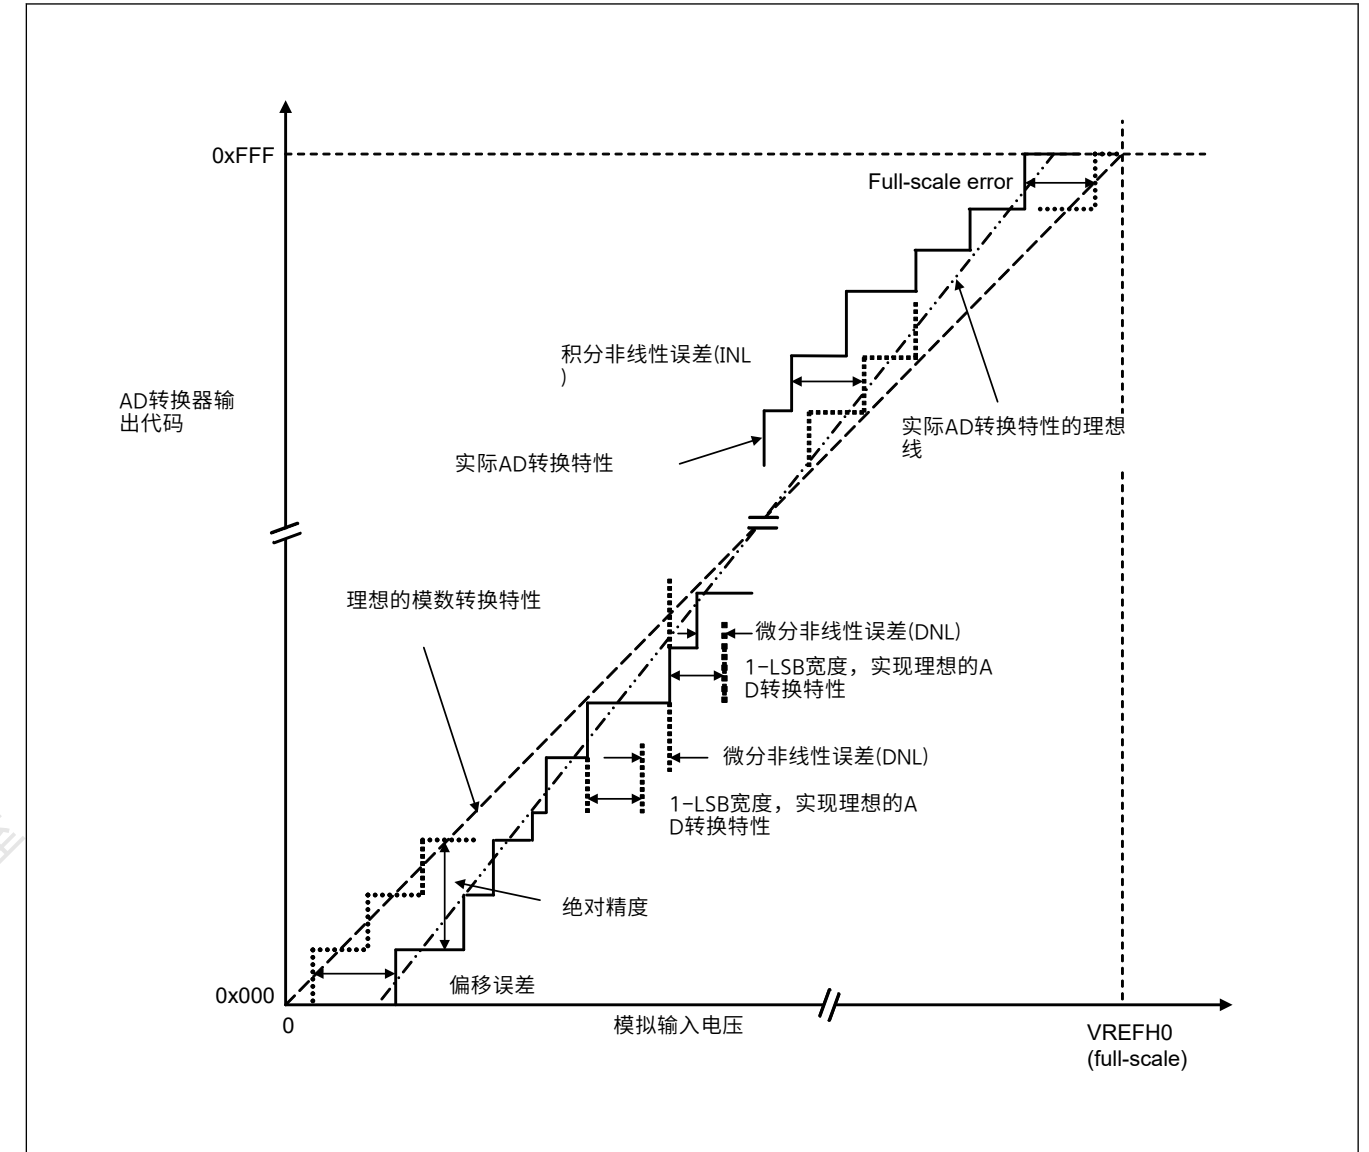 0xFFF
Full-scale error
积分非线性误差(INL
)
AD转换器输
出代码
实际AD转换特性的理想
线
实际AD转换特性
理想的模数转换特性
微分非线性误差(DNL)
1-LSB宽度，实现理想的A
D转换特性
微分非线性误差(DNL)
1-LSB宽度，实现理想的A
D转换特性
绝对精度
偏移误差
0x000
0
模拟输入电压
VREFH0
(full-scale)